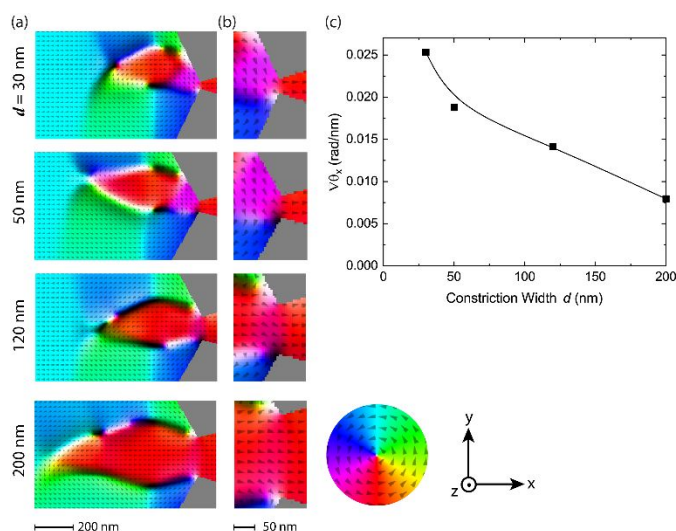 (a)
(b)
(c)
d = 30 nm
50 nm
120 nm
200 nm
200 nm
50 nm
0.025
0.020
0.015
0.010
0.005
0.000
∇θx (rad/nm)
0
50
100
150
200
Constriction Width d (nm)
y
z
x